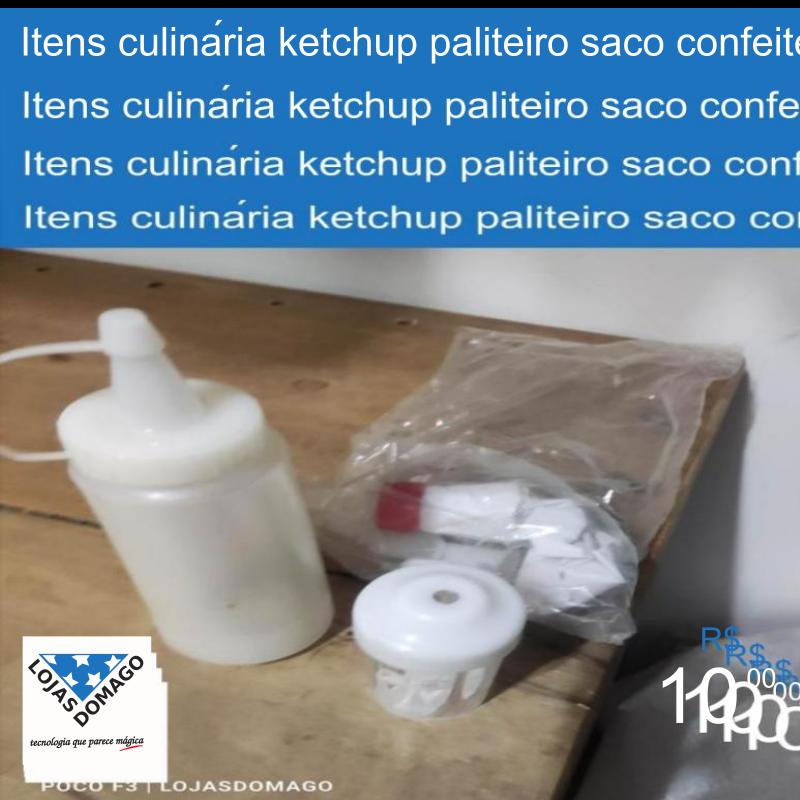 Itens culinária ketchup paliteiro saco confeite
Itens culinária ketchup paliteiro saco confe
Itens culinária ketchup paliteiro saco conf
Itens culinária ketchup paliteiro saco co
LOJAS DOMAGO
tecnologia que parece mágica
POCO F3 | LOJASDOMAGO
R$
R$